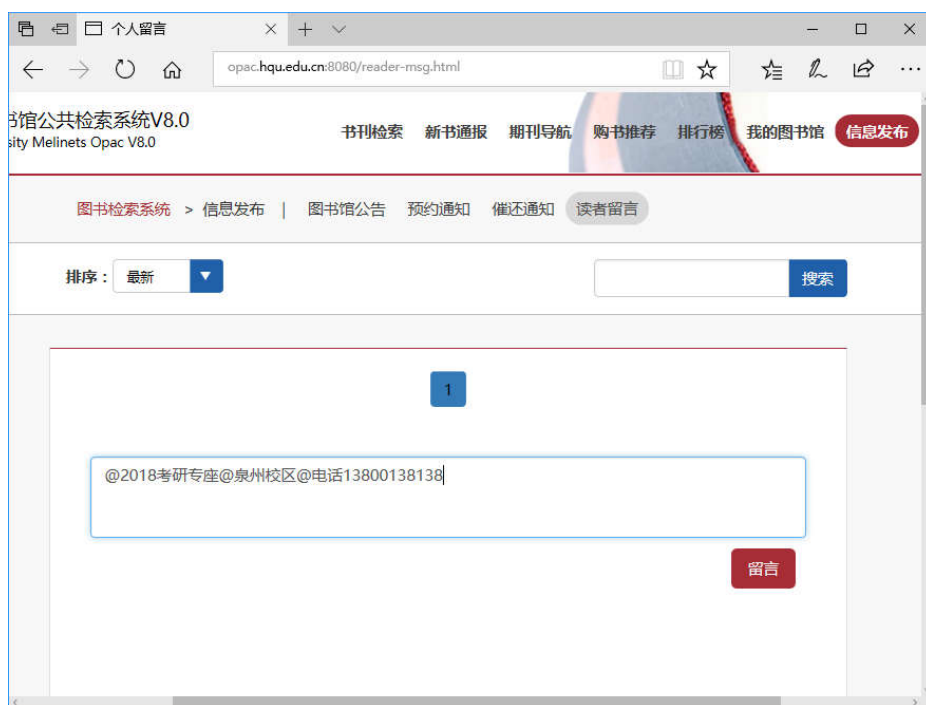 个人留言
opac.hqu.edu.cn:8080/reader-msg.html
书馆公共检索系统V8.0
sity Melinets Opac V8.0
书刊检索 新书通报 期刊导航 购书推荐 排行榜 我的图书馆 信息发布
图书检索系统 > 信息发布 | 图书馆公告 预约通知 催还通知 读者留言
排序： 最新 搜索
1
@2018考研专座@泉州校区@电话13800138138
留言